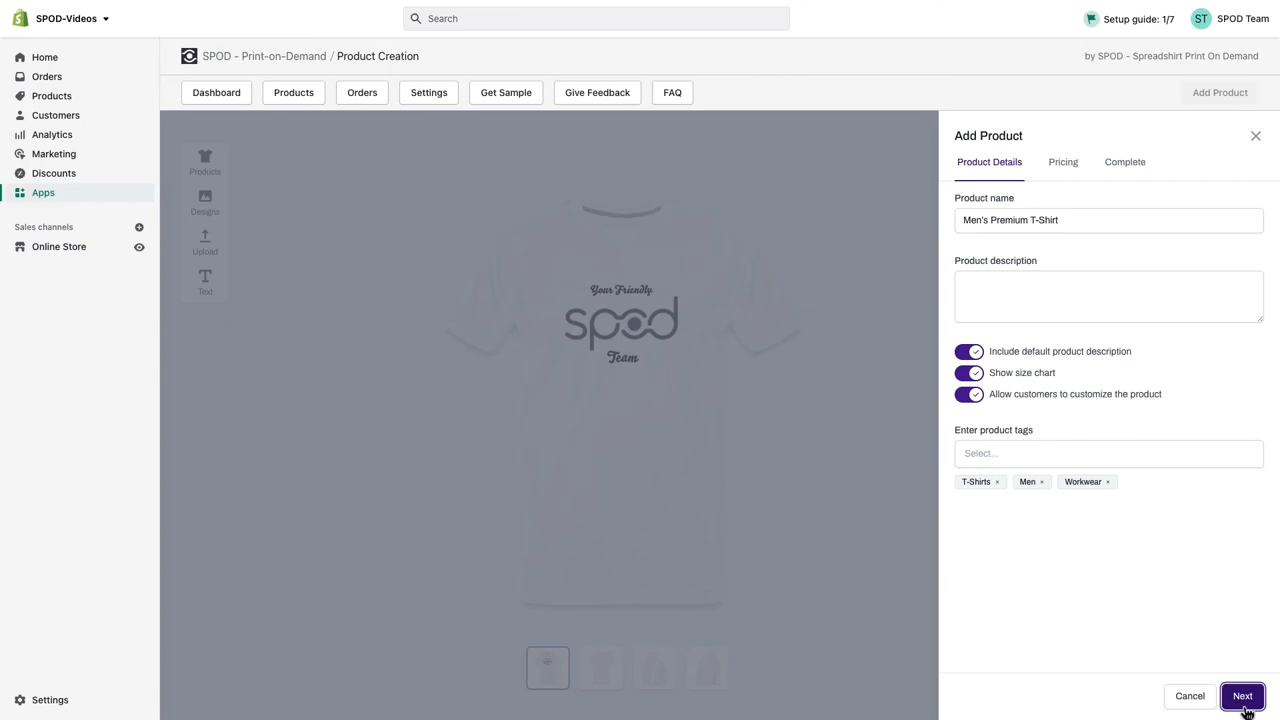 SPOD-Videos
Search
Setup guide: 1/7
ST
SPOD Team
Home
Orders
Products
Customers
Analytics
Marketing
Discounts
Apps
Sales channels
Online Store
Settings
SPOD - Print-on-Demand / Product Creation
by SPOD - Spreadshirt Print On Demand
Dashboard
Products
Orders
Settings
Get Sample
Give Feedback
FAQ
Add Product
Products
Designs
Upload
Text
Your Friendly
spod
Team
Add Product
Product Details
Pricing
Complete
Product name
Men's Premium T-Shirt
Product description
Include default product description
Show size chart
Allow customers to customize the product
Enter product tags
Select...
T-Shirts ×
Men ×
Workwear ×
Cancel
Next